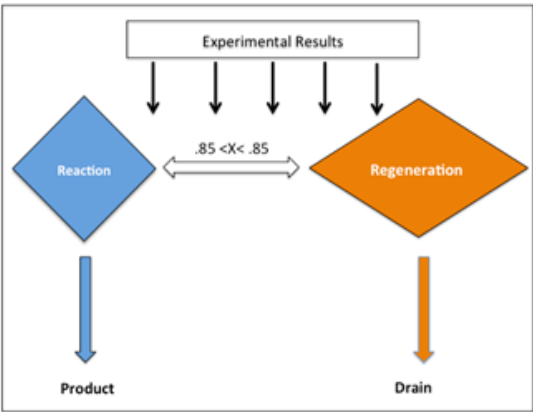 Experimental Results
.85 <X< .85
Reaction
Regeneration
Product
Drain